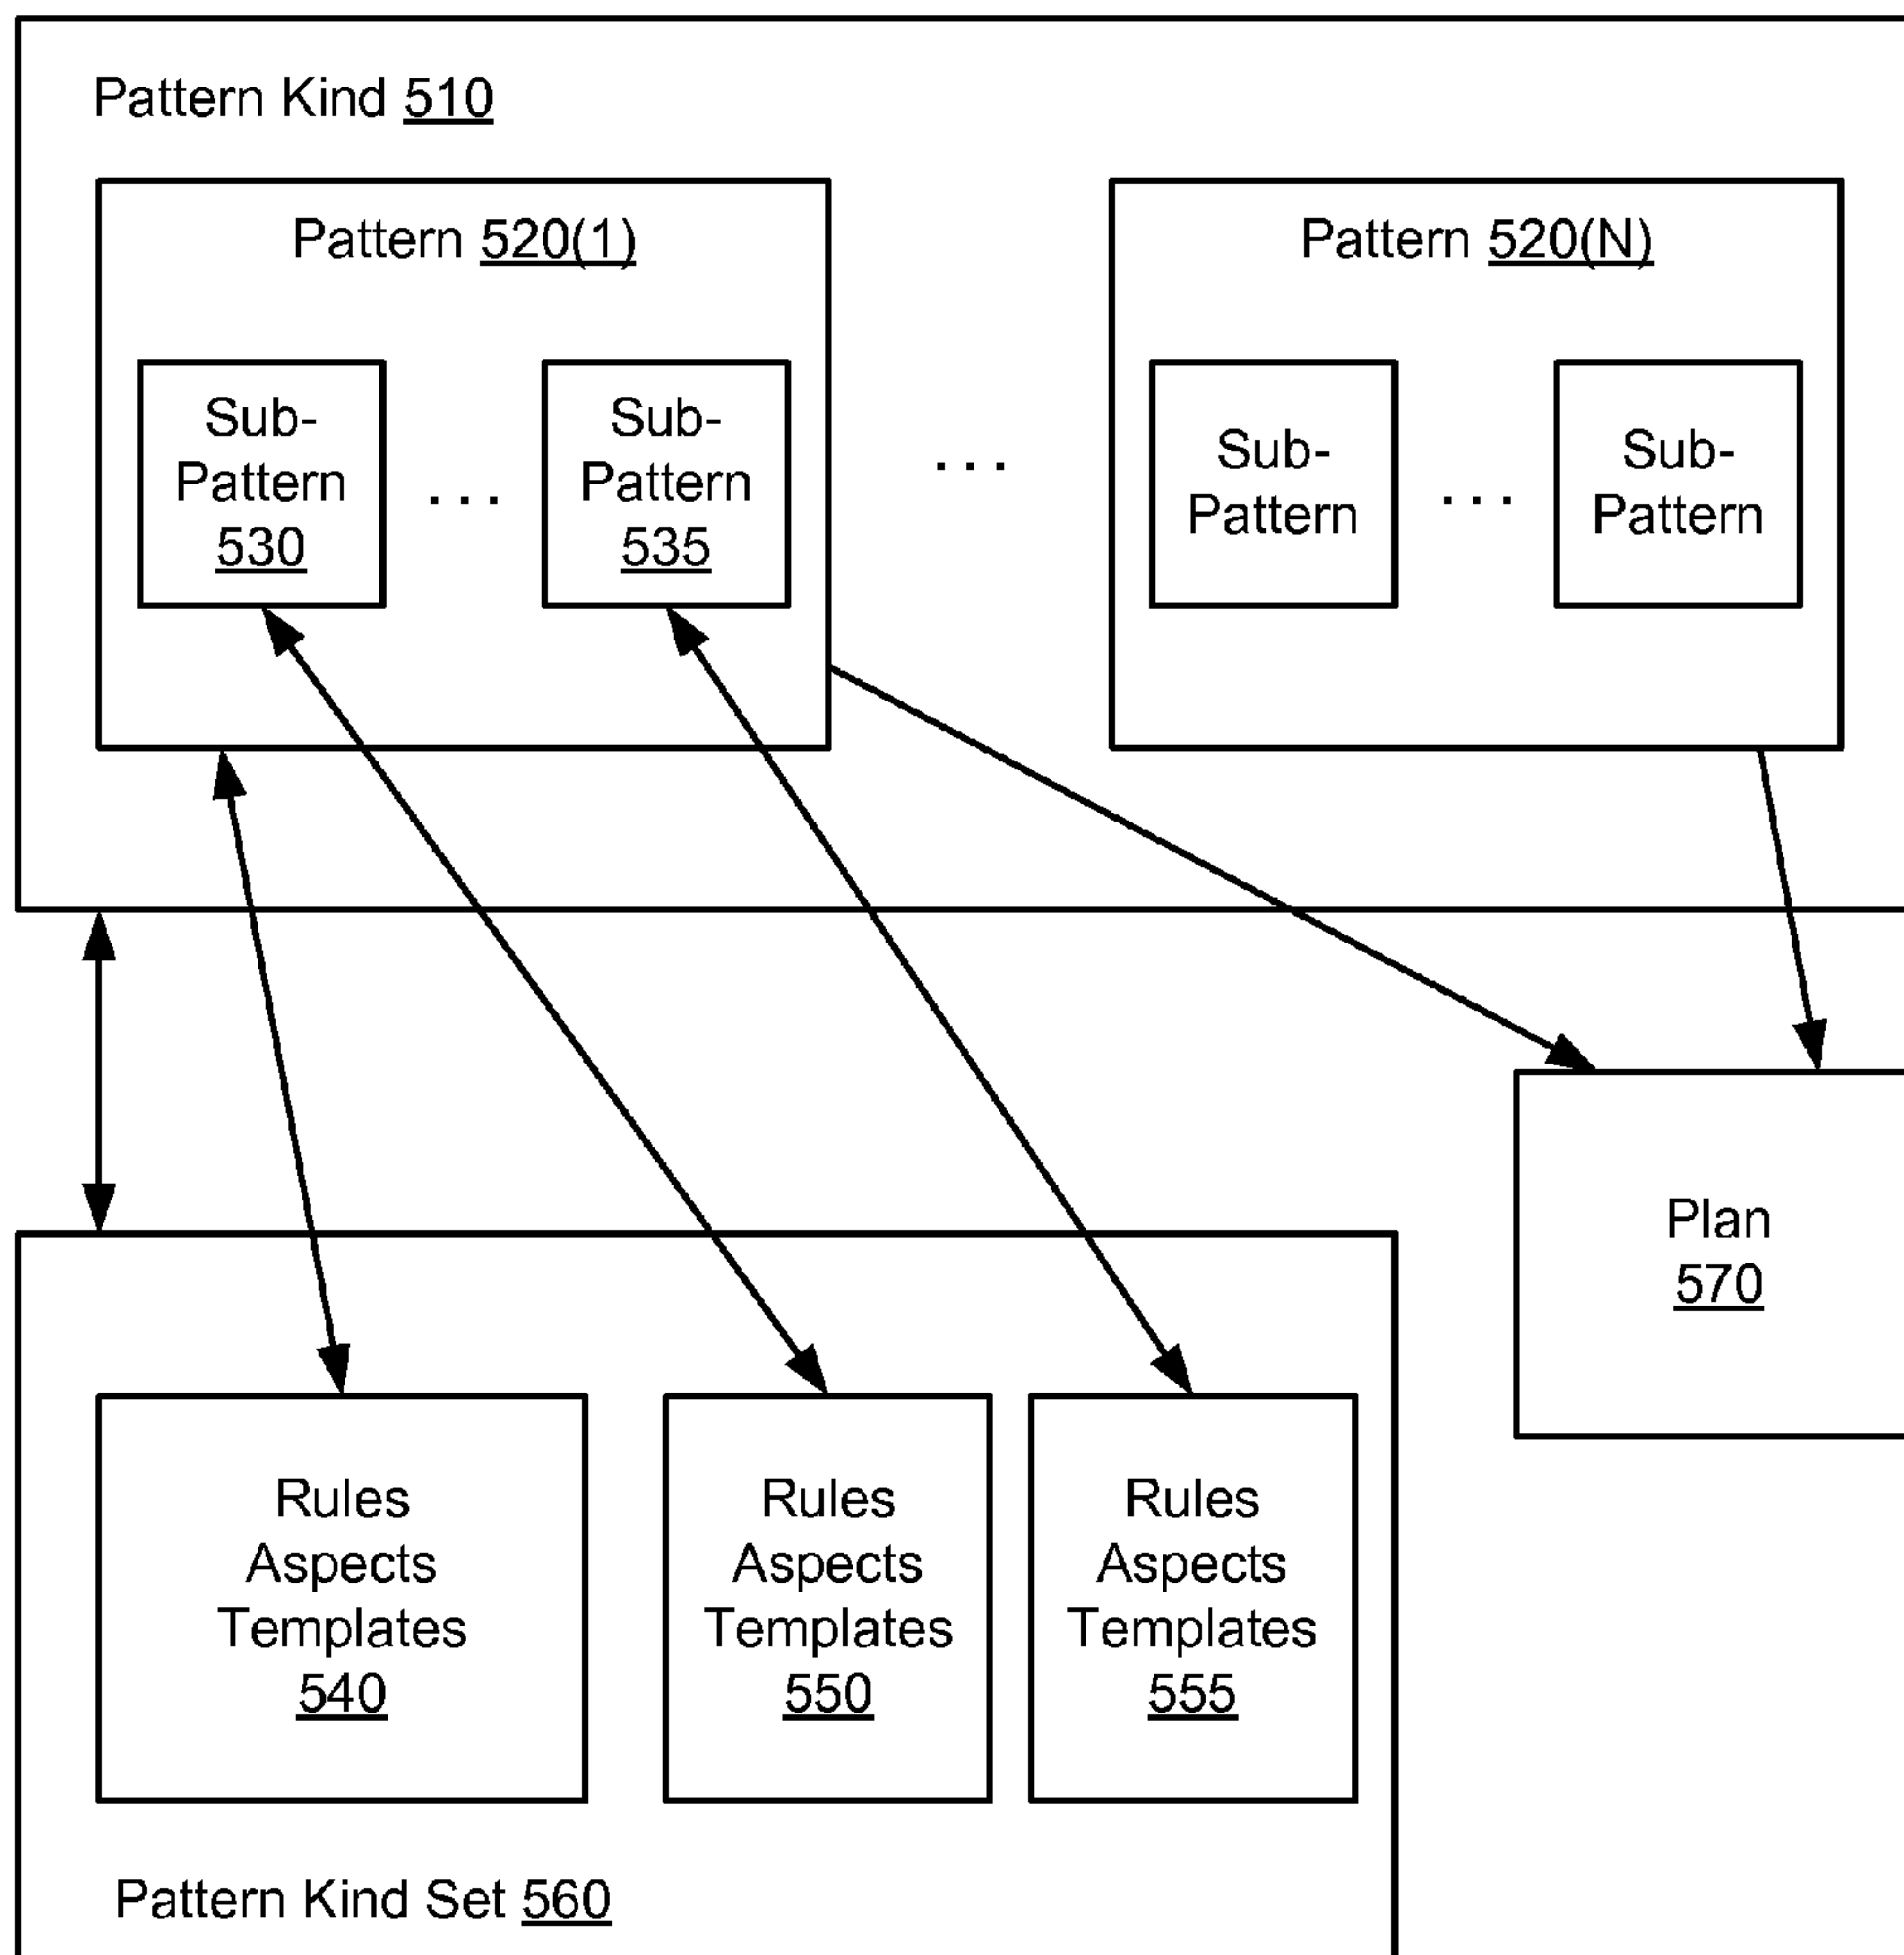 Pattern Kind 510
Pattern 520(1)
Pattern 520(N)
Sub-
Pattern
530
...
Sub-
Pattern
535
...
Sub-
Pattern
...
Sub-
Pattern
Plan
570
Rules
Aspects
Templates
540
Rules
Aspects
Templates
550
Rules
Aspects
Templates
555
Pattern Kind Set 560